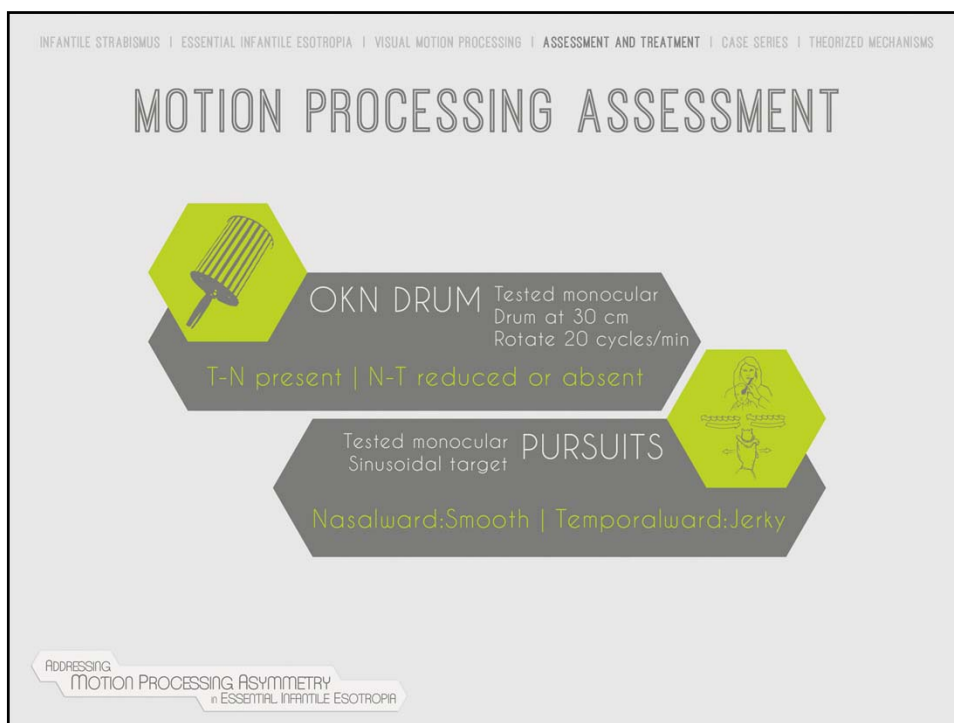 INFANTILE STRABISMUS | ESSENTIAL INFANTILE ESOTROPIA | VISUAL MOTION PROCESSING | ASSESSMENT AND TREATMENT | CASE SERIES | THEORIZED MECHANISMS
MOTION PROCESSING ASSESSMENT
OKN DRUM
Tested monocular
Drum at 30 cm
Rotate 20 cycles/min
T-N present | N-T reduced or absent
Tested monocular
Sinusoidal target
PURSUITS
Nasalward:Smooth | Temporalward:Jerky
ADDRESSING
MOTION PROCESSING ASYMMETRY
IN ESSENTIAL INFANTILE ESOTROPIA